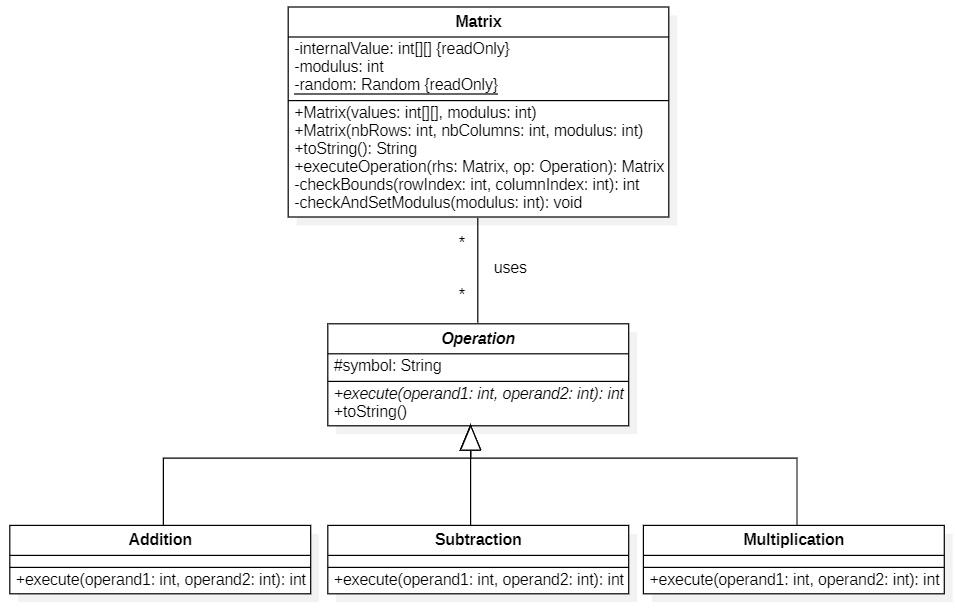 Matrix
-internalValue: int[][] {readOnly}
-modulus: int
-random: Random {readOnly}
+Matrix(values: int[][], modulus: int)
+Matrix(nbRows: int, nbColumns: int, modulus: int)
+toString(): String
+executeOperation(rhs: Matrix, op: Operation): Matrix
-checkBounds(rowIndex: int, columnIndex: int): int
-checkAndSetModulus(modulus: int): void
*
uses
*
Operation
#symbol: String
+execute(operand1: int, operand2: int): int
+toString()
Addition
+execute(operand1: int, operand2: int): int
Subtraction
+execute(operand1: int, operand2: int): int
Multiplication
+execute(operand1: int, operand2: int): int